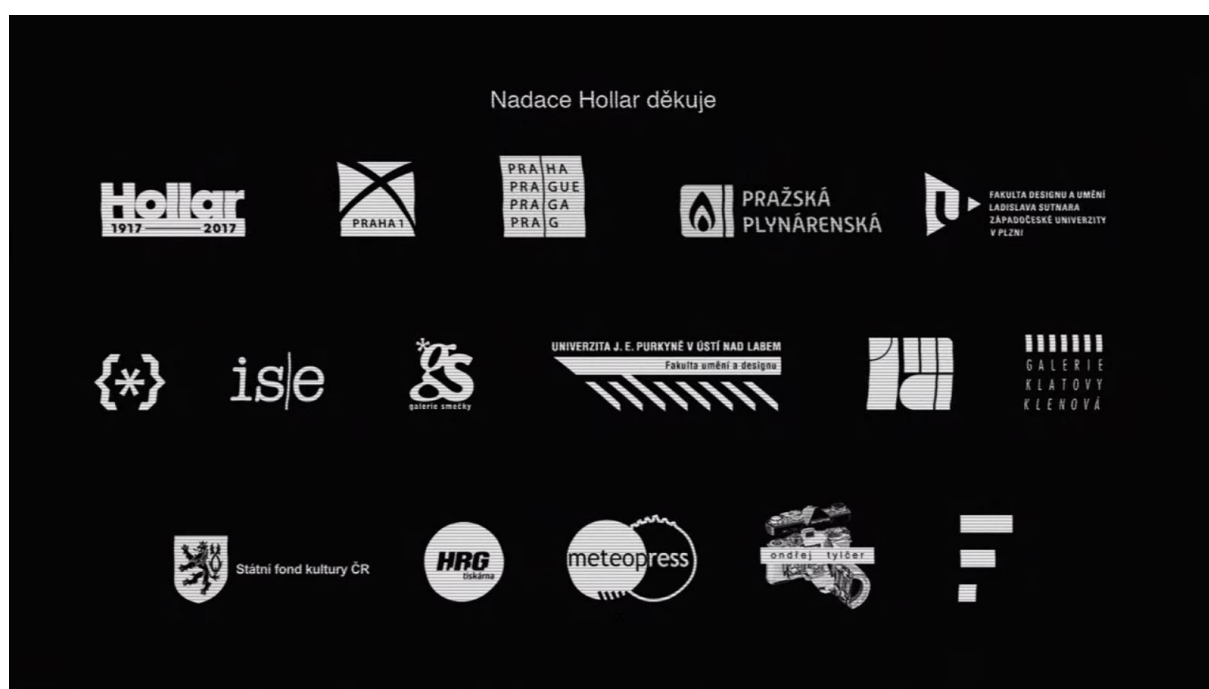 Nadace Hollar děkuje
Hollar
1917 2017
PRAHA 1
PRA HA
PRA GUE
PRA GA
PRA G
PRAŽSKÁ
PLYNÁRENSKÁ
FAKULTA DESIGNU A UMĚNÍ
LADISLAVA SUTNARA
ZÁPADOČESKÉ UNIVERZITY
V PLZNI
{*}
is/e
*gs
galerie smečky
UNIVERZITA J. E. PURKYNĚ V ÚSTÍ NAD LABEM
Fakulta umění a designu
GALERIE
KLATOVY
KLENOVÁ
Státní fond kultury ČR
HRG
tiskárna
meteopress
ondřej tylčer
F